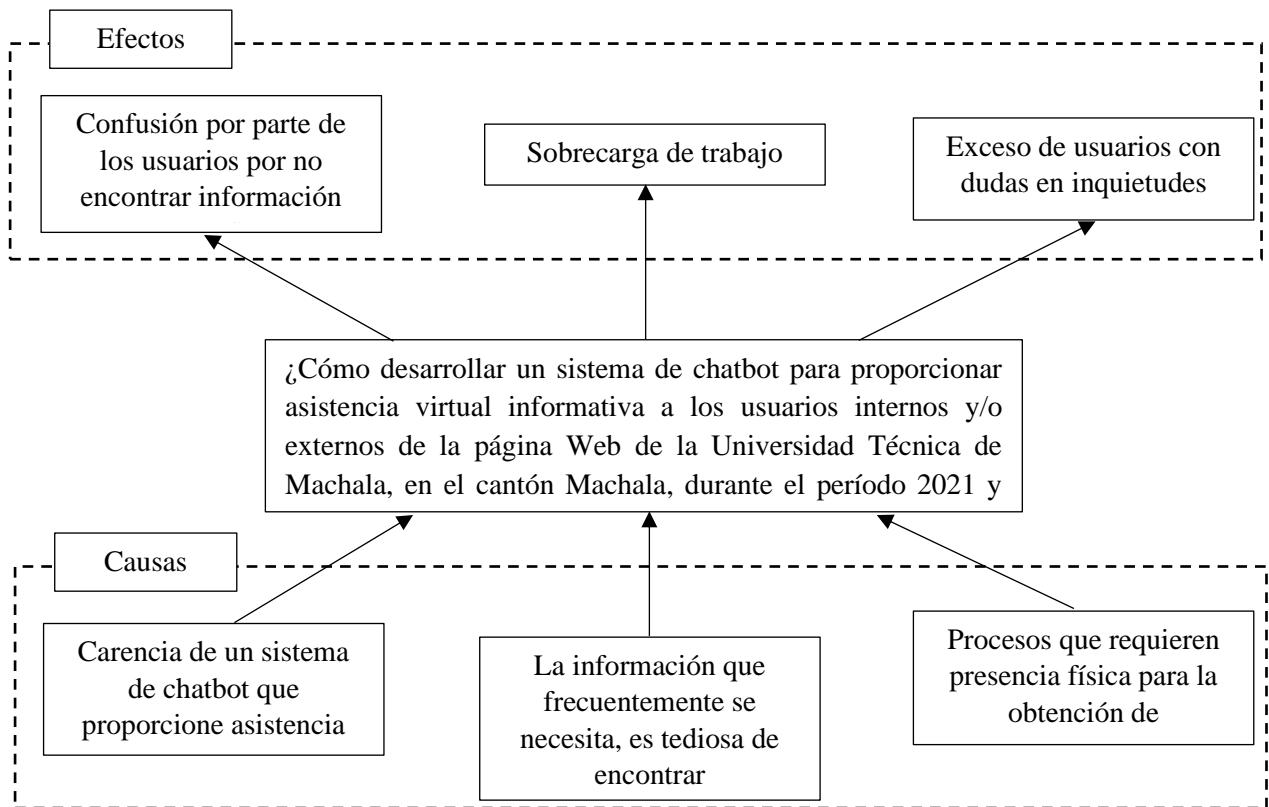 Efectos
Confusión por parte de
los usuarios por no
encontrar información
Sobrecarga de trabajo
Exceso de usuarios con
dudas en inquietudes
¿Cómo desarrollar un sistema de chatbot para proporcionar
asistencia virtual informativa a los usuarios internos y/o
externos de la página Web de la Universidad Técnica de
Machala, en el cantón Machala, durante el período 2021 y
Causas
Carencia de un sistema
de chatbot que
proporcione asistencia
La información que
frecuentemente se
necesita, es tediosa de
encontrar
Procesos que requieren
presencia física para la
obtención de